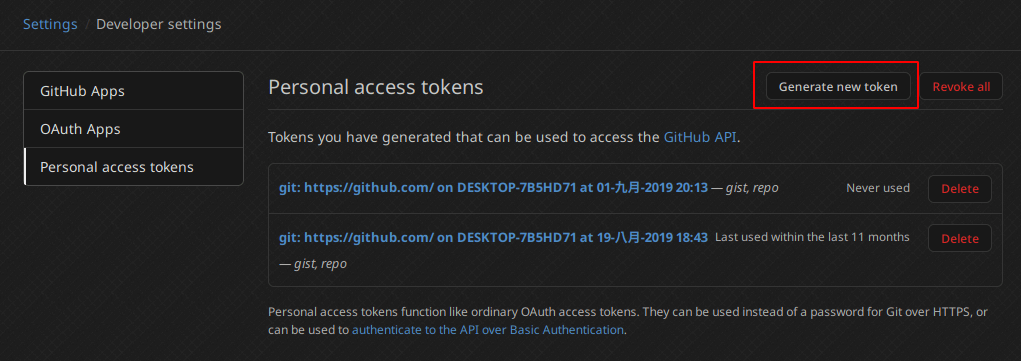 Settings / Developer settings
GitHub Apps
OAuth Apps
Personal access tokens
Personal access tokens
Generate new token
Revoke all
Tokens you have generated that can be used to access the GitHub API.
git: https://github.com/ on DESKTOP-7B5HD71 at 01-九月-2019 20:13 — gist, repo
Never used
Delete
git: https://github.com/ on DESKTOP-7B5HD71 at 19-八月-2019 18:43
Last used within the last 11 months
Delete
— gist, repo
Personal access tokens function like ordinary OAuth access tokens. They can be used instead of a password for Git over HTTPS, or
can be used to authenticate to the API over Basic Authentication.